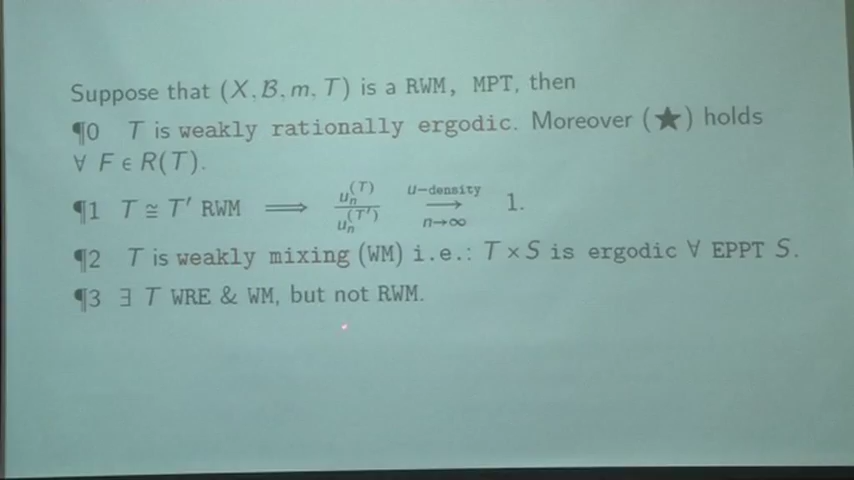 Suppose that (X, B, m, T) is a RWM, MPT, then
¶0 T is weakly rationally ergodic. Moreover (★) holds
∀ F ϵ R(T).
¶1 T ≅ T′ RWM ⟹ u_n^(T) / u_n^(T′) →^{u-density}_{n→∞} 1.
¶2 T is weakly mixing (WM) i.e.: T × S is ergodic ∀ EPPT S.
¶3 ∃ T WRE & WM, but not RWM.